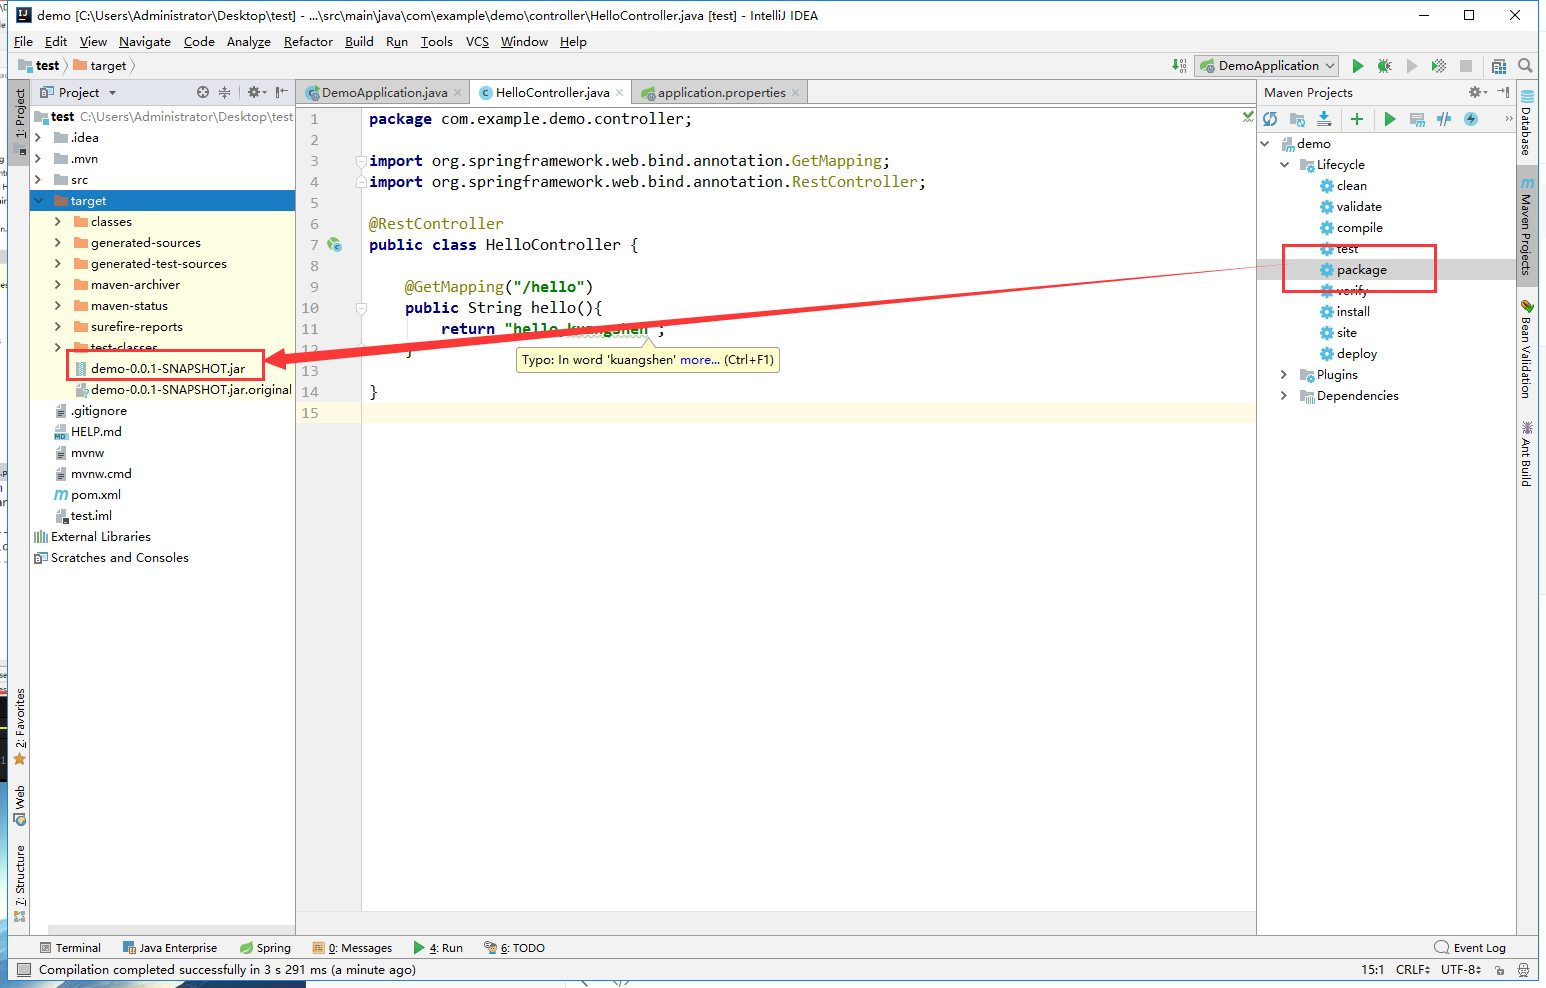 demo [C:\Users\Administrator\Desktop\test] - ...\src\main\java\com\example\demo\controller\HelloController.java [test] - IntelliJ IDEA
File Edit View Navigate Code Analyze Refactor Build Run Tools VCS Window Help
test target
DemoApplication
Project
DemoApplication.java
HelloController.java
application.properties
Maven Projects
1: Project
test C:\Users\Administrator\Desktop\test
.idea
.mvn
src
target
classes
generated-sources
generated-test-sources
maven-archiver
maven-status
surefire-reports
test-classes
demo-0.0.1-SNAPSHOT.jar
demo-0.0.1-SNAPSHOT.jar.original
.gitignore
HELP.md
mvnw
mvnw.cmd
pom.xml
test.iml
External Libraries
Scratches and Consoles
2: Favorites
Web
7: Structure
1 package com.example.demo.controller;
2
3 import org.springframework.web.bind.annotation.GetMapping;
4 import org.springframework.web.bind.annotation.RestController;
5
6 @RestController
7 public class HelloController {
8
9 @GetMapping("/hello")
10 public String hello(){
11 return "hello,kuangshen";
12 }
13
14 }
15
Typo: In word 'kuangshen' more... (Ctrl+F1)
demo
Lifecycle
clean
validate
compile
test
package
verify
install
site
deploy
Plugins
Dependencies
Database
Maven Projects
Bean Validation
Ant Build
Terminal Java Enterprise Spring 0: Messages 4: Run 6: TODO Event Log
Compilation completed successfully in 3 s 291 ms (a minute ago) 15:1 CRLF UTF-8